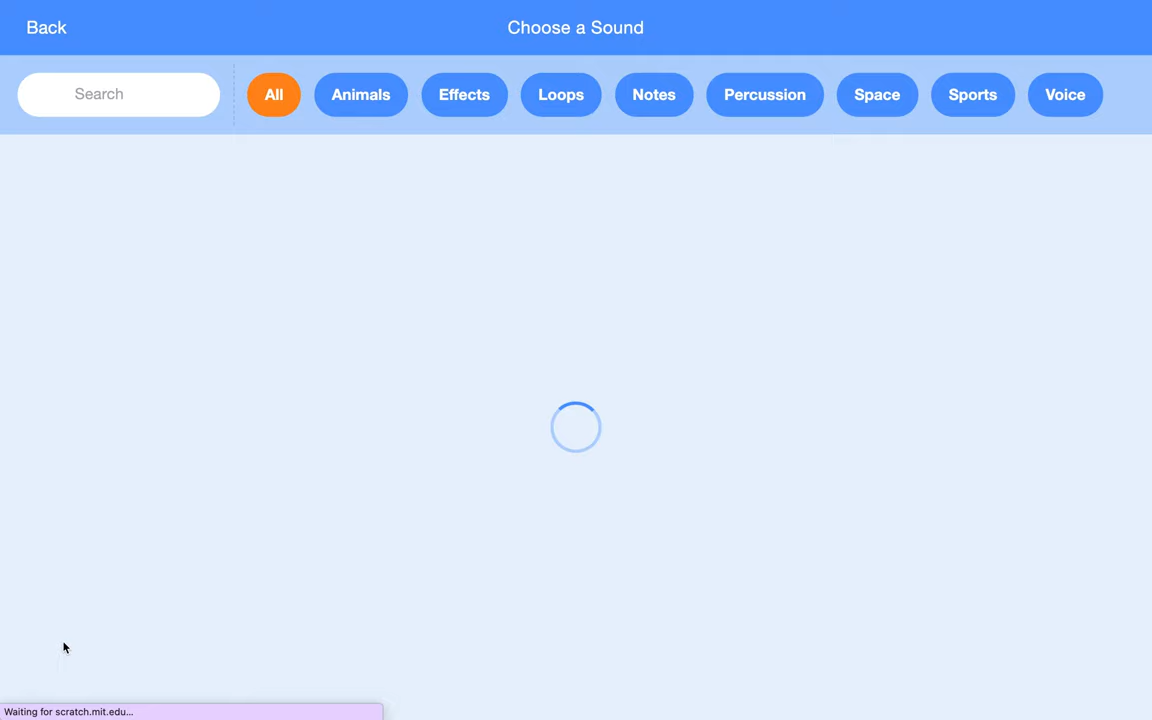 Back
Choose a Sound
Search
All
Animals
Effects
Loops
Notes
Percussion
Space
Sports
Voice
Waiting for scratch.mit.edu...